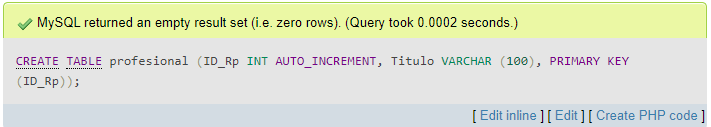 MySQL returned an empty result set (i.e. zero rows). (Query took 0.0002 seconds.)
CREATE TABLE profesional (ID_Rp INT AUTO_INCREMENT, Titulo VARCHAR (100), PRIMARY KEY
(ID_Rp));
[ Edit inline ] [ Edit ] [ Create PHP code ]